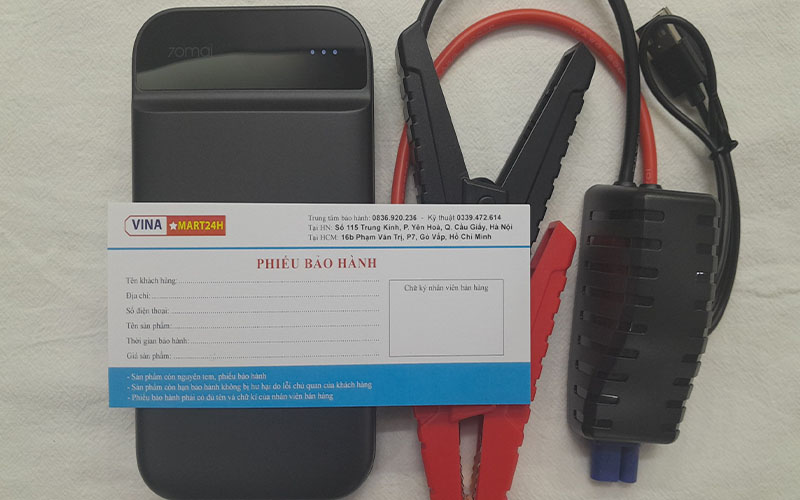 70mai
VINA MART24H
Trung tâm bảo hành: 0836.920.236 - Kỹ thuật 0339.472.614
Tại HN: Số 115 Trung Kính, P. Yên Hoà, Q. Cầu Giấy, Hà Nội
Tại HCM: 16b Phạm Văn Trị, P7, Gò Vấp, Hồ Chí Minh
PHIẾU BẢO HÀNH
Tên khách hàng:
Địa chỉ:
Số điện thoại:
Tên sản phẩm:
Thời gian bảo hành:
Giá sản phẩm:
Chữ ký nhân viên bán hàng
- Sản phẩm còn nguyên tem, phiếu bảo hành
- Sản phẩm còn hạn bảo hành không bị hư hại do lỗi chủ quan của khách hàng
- Phiếu bảo hành phải có đủ tên và chữ kí của nhân viên bán hàng